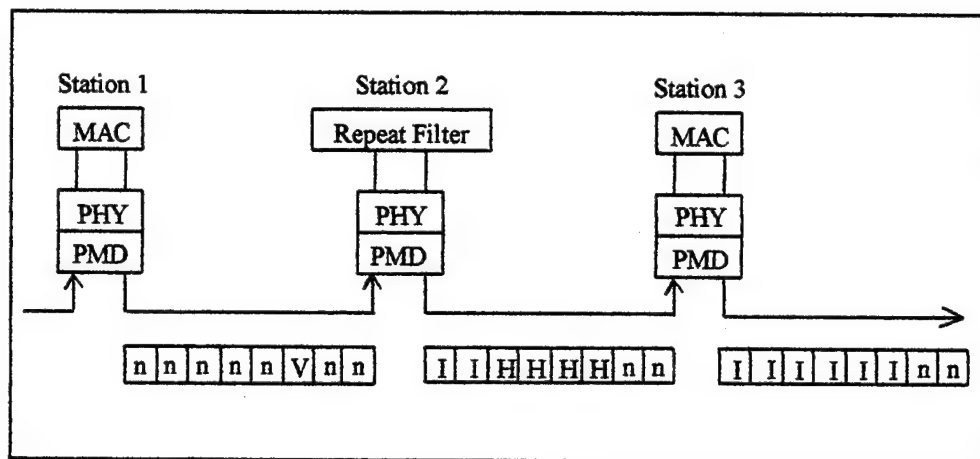 Station 1 Station 2 Station 3
MAC Repeat Filter MAC
PHY PHY PHY
PMD PMD PMD
n n n n n V n n I I H H H H n n I I I I I I n n